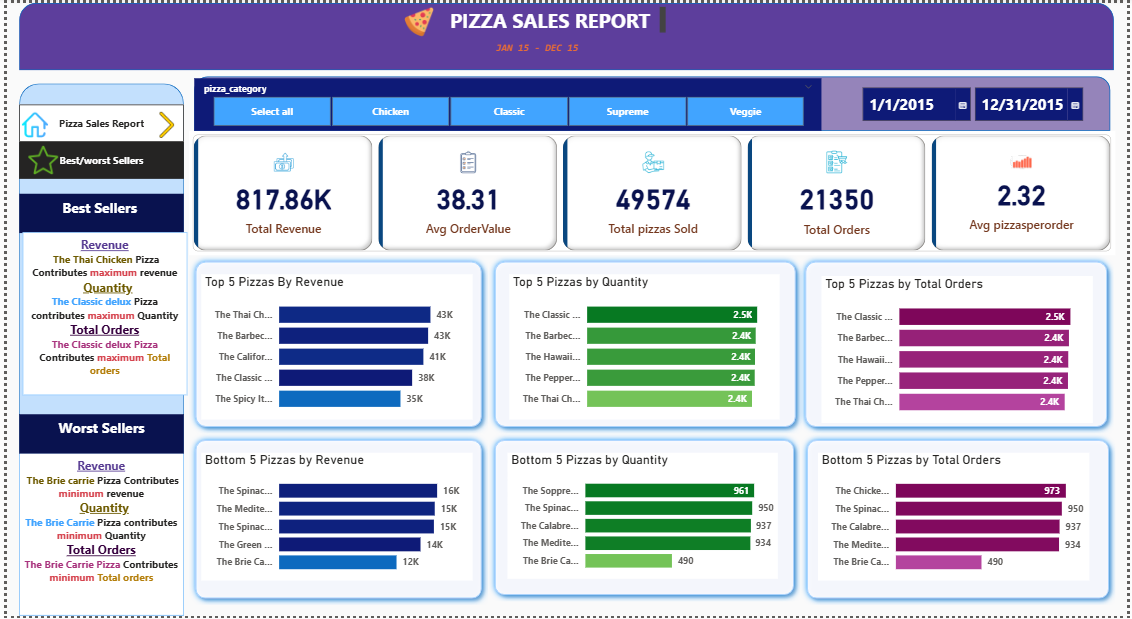 PIZZA SALES REPORT
JAN 15 - DEC 15
pizza_category
Select all
Chicken
Classic
Supreme
Veggie
1/1/2015
12/31/2015
Pizza Sales Report
Best/worst Sellers
Best Sellers
Revenue
The Thai Chicken Pizza
Contributes maximum revenue
Quantity
The Classic delux Pizza
contributes maximum Quantity
Total Orders
The Classic delux Pizza
Contributes maximum Total
orders
Worst Sellers
Revenue
The Brie carrie Pizza Contributes
minimum revenue
Quantity
The Brie Carrie Pizza contributes
minimum Quantity
Total Orders
The Brie Carrie Pizza Contributes
minimum Total orders
817.86K
Total Revenue
38.31
Avg OrderValue
49574
Total pizzas Sold
21350
Total Orders
2.32
Avg pizzasperorder
Top 5 Pizzas By Revenue
The Thai Ch... 43K
The Barbec... 43K
The Califor... 41K
The Classic ... 38K
The Spicy It... 35K
Top 5 Pizzas by Quantity
The Classic ... 2.5K
The Barbec... 2.4K
The Hawaii... 2.4K
The Pepper... 2.4K
The Thai Ch... 2.4K
Top 5 Pizzas by Total Orders
The Classic ... 2.5K
The Barbec... 2.4K
The Hawaii... 2.4K
The Pepper... 2.4K
The Thai Ch... 2.4K
Bottom 5 Pizzas by Revenue
The Spinac... 16K
The Medite... 15K
The Spinac... 15K
The Green ... 14K
The Brie Ca... 12K
Bottom 5 Pizzas by Quantity
The Soppre... 961
The Spinac... 950
The Calabre... 937
The Medite... 934
The Brie Ca... 490
Bottom 5 Pizzas by Total Orders
The Chicke... 973
The Spinac... 950
The Calabre... 937
The Medite... 934
The Brie Ca... 490